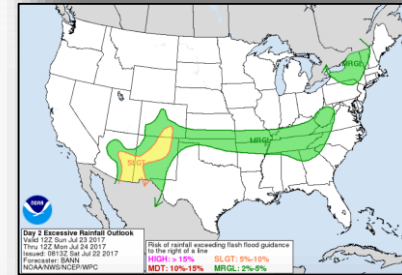 MRGL
MRGL
SLGT
NOAA
Day 2 Excessive Rainfall Outlook
Valid 12Z Sun Jul 23 2017
Thru 12Z Mon Jul 24 2017
Issued: 0813Z Sat Jul 22 2017
Forecaster: BANN
NOAA/NWS/NCEP/WPC
Risk of rainfall exceeding flash flood guidance
to the right of a line
HIGH: > 15% SLGT: 5%-10%
MDT: 10%-15% MRGL: 2%-5%